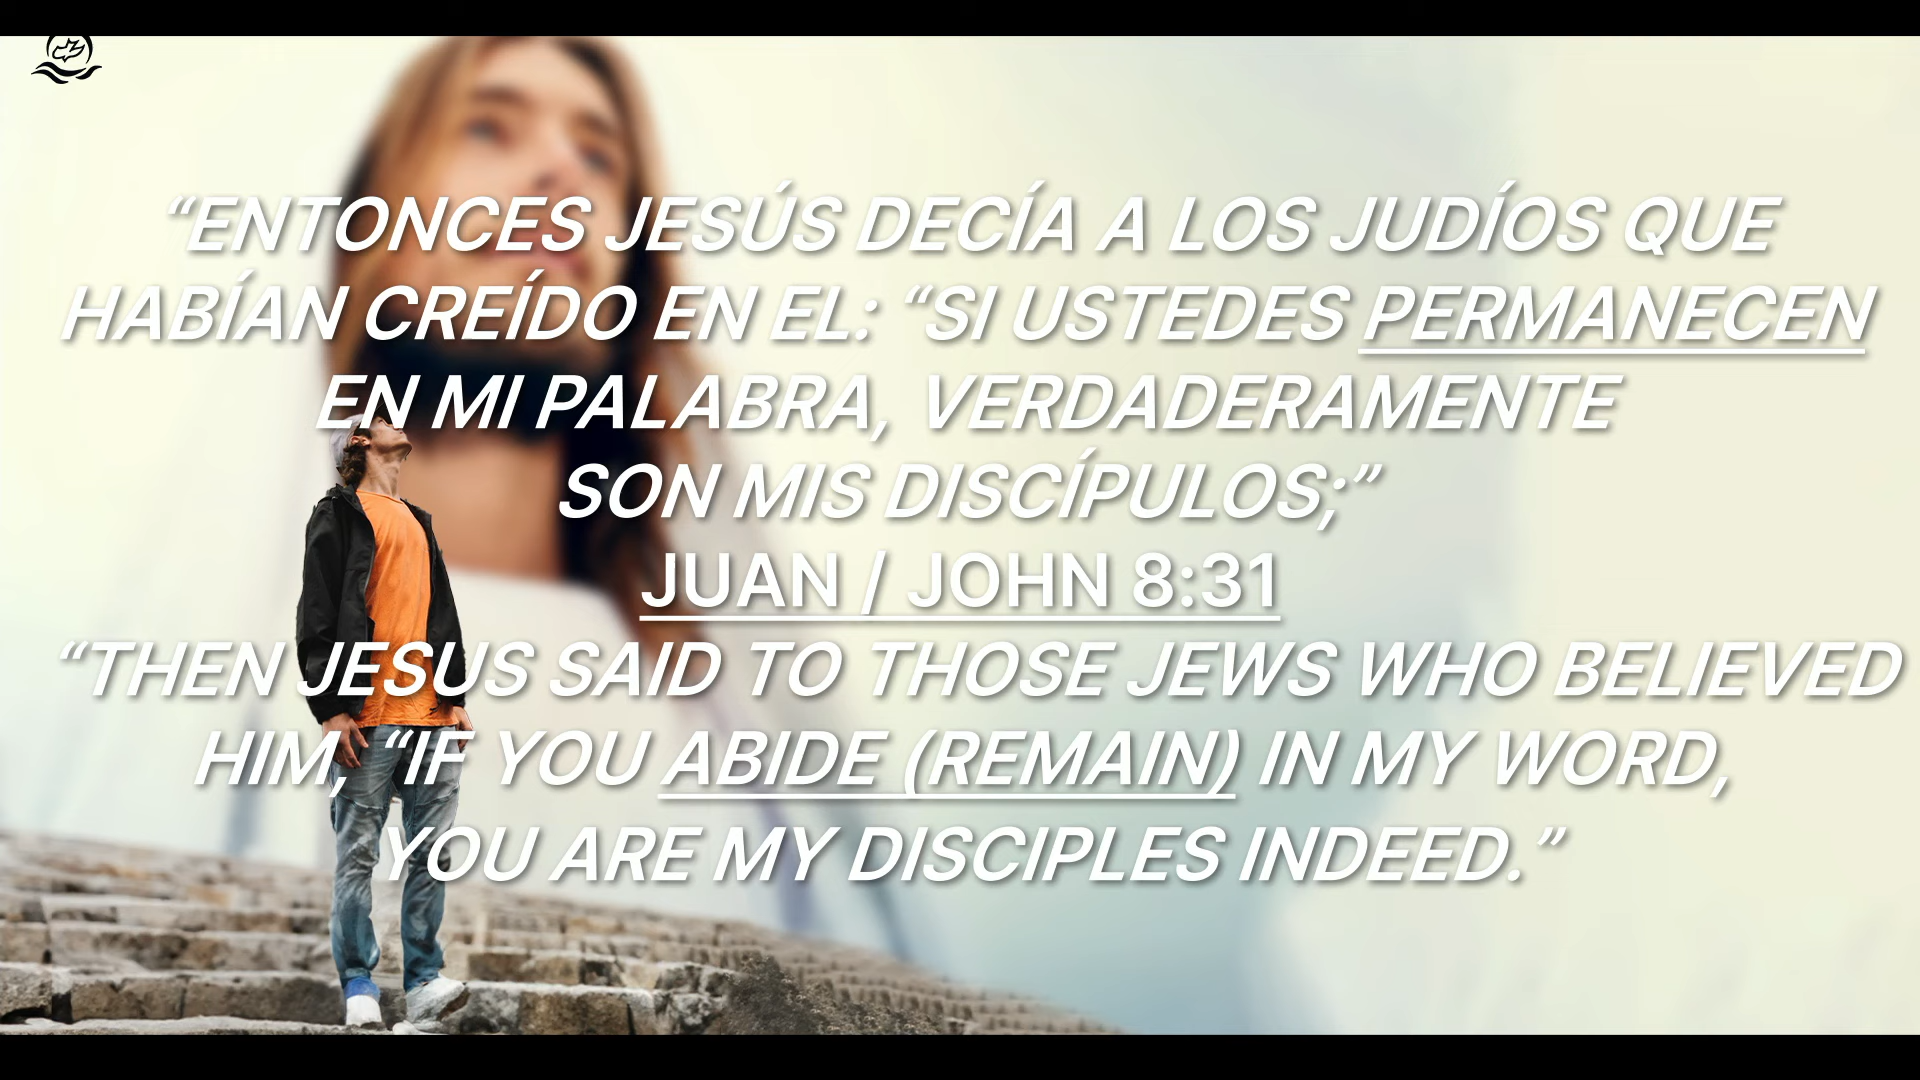 “ENTONCES JESÚS DECÍA A LOS JUDÍOS QUE
HABÍAN CREÍDO EN EL: “SI USTEDES PERMANECEN
EN MI PALABRA, VERDADERAMENTE
SON MIS DISCÍPULOS;”
JUAN / JOHN 8:31
“THEN JESUS SAID TO THOSE JEWS WHO BELIEVED
HIM, “IF YOU ABIDE (REMAIN) IN MY WORD,
YOU ARE MY DISCIPLES INDEED.”